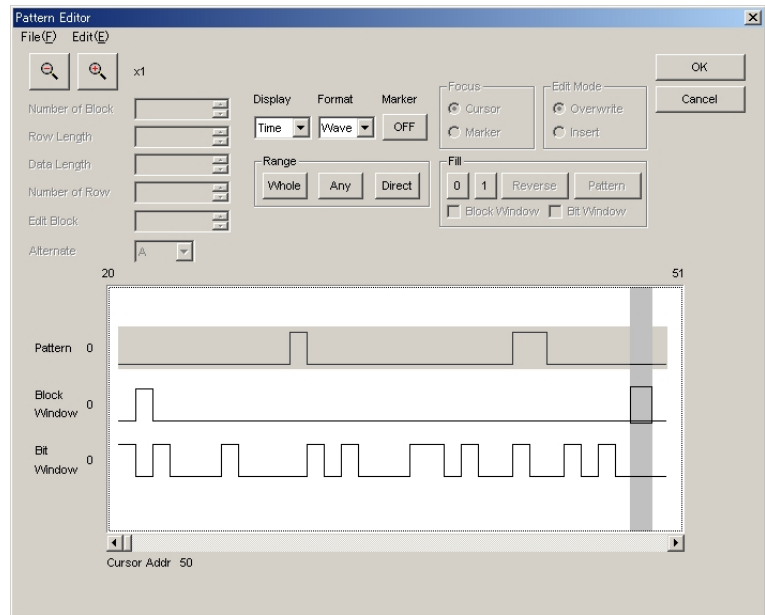 Pattern Editor
File(F) Edit(E)
x1
OK
Cancel
Number of Block
Row Length
Data Length
Number of Row
Edit Block
Alternate
A
Display Format Marker
Time Wave OFF
Focus
Cursor
Marker
Edit Mode
Overwrite
Insert
Range
Whole Any Direct
Fill
0 1 Reverse Pattern
Block Window Bit Window
20 51
Pattern 0
Block
Window 0
Bit
Window 0
Cursor Addr 50